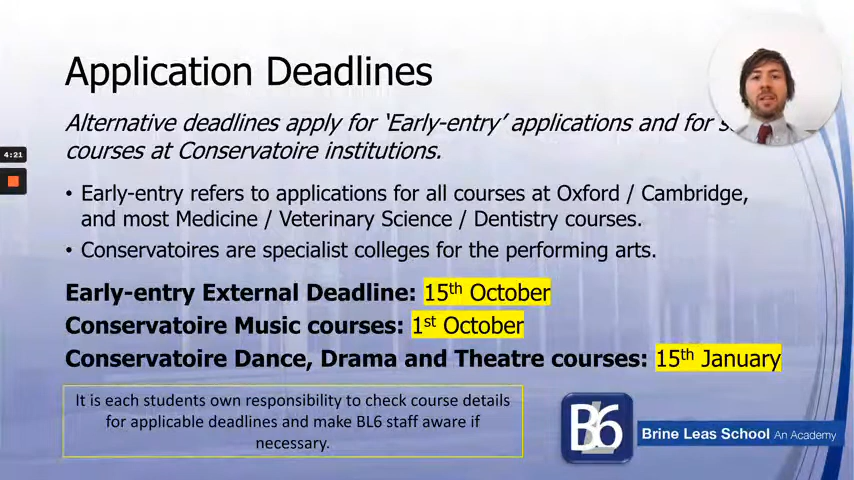 Application Deadlines
Alternative deadlines apply for ‘Early-entry’ applications and for
courses at Conservatoire institutions.
4:21
• Early-entry refers to applications for all courses at Oxford / Cambridge,
and most Medicine / Veterinary Science / Dentistry courses.
• Conservatoires are specialist colleges for the performing arts.
Early-entry External Deadline: 15th October
Conservatoire Music courses: 1st October
Conservatoire Dance, Drama and Theatre courses: 15th January
It is each students own responsibility to check course details
for applicable deadlines and make BL6 staff aware if
necessary.
BL6
Brine Leas School An Academy